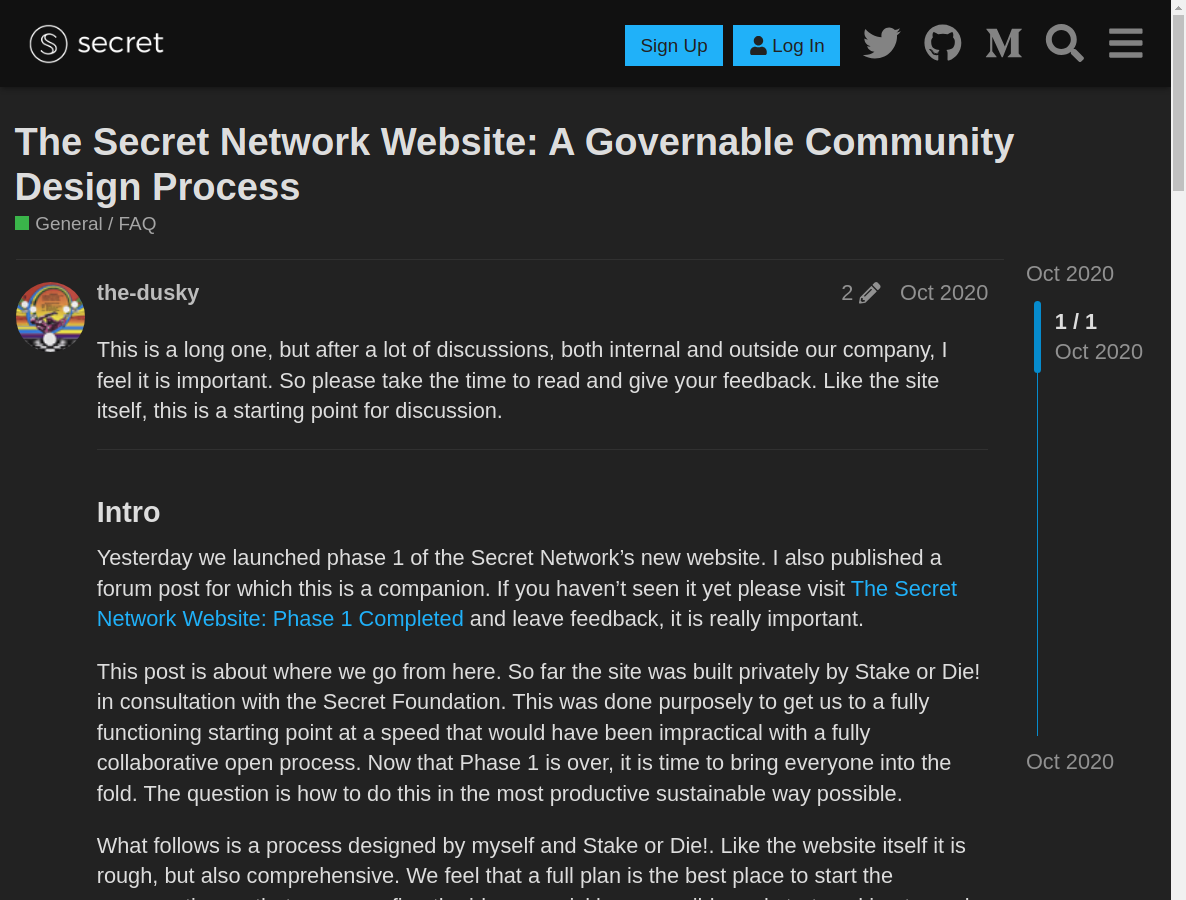 secret
Sign Up
Log In
The Secret Network Website: A Governable Community
Design Process
General / FAQ
the-dusky
2
Oct 2020
Oct 2020
1 / 1
Oct 2020
This is a long one, but after a lot of discussions, both internal and outside our company, I
feel it is important. So please take the time to read and give your feedback. Like the site
itself, this is a starting point for discussion.
Intro
Yesterday we launched phase 1 of the Secret Network’s new website. I also published a
forum post for which this is a companion. If you haven’t seen it yet please visit The Secret
Network Website: Phase 1 Completed and leave feedback, it is really important.
This post is about where we go from here. So far the site was built privately by Stake or Die!
in consultation with the Secret Foundation. This was done purposely to get us to a fully
functioning starting point at a speed that would have been impractical with a fully
collaborative open process. Now that Phase 1 is over, it is time to bring everyone into the
fold. The question is how to do this in the most productive sustainable way possible.
Oct 2020
What follows is a process designed by myself and Stake or Die!. Like the website itself it is
rough, but also comprehensive. We feel that a full plan is the best place to start the